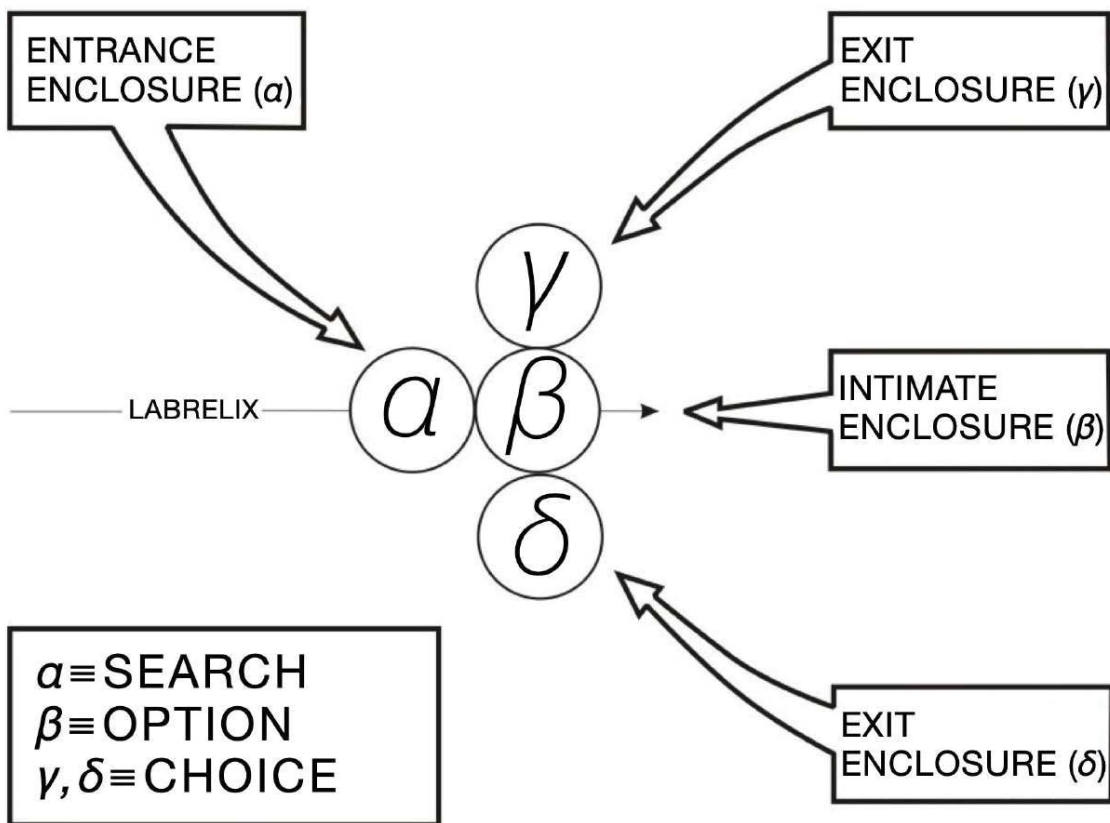 ENTRANCE
ENCLOSURE (α)
EXIT
ENCLOSURE (γ)
γ
LABRELIX
α
β
INTIMATE
ENCLOSURE (β)
δ
α≡SEARCH
β≡OPTION
γ, δ≡CHOICE
EXIT
ENCLOSURE (δ)